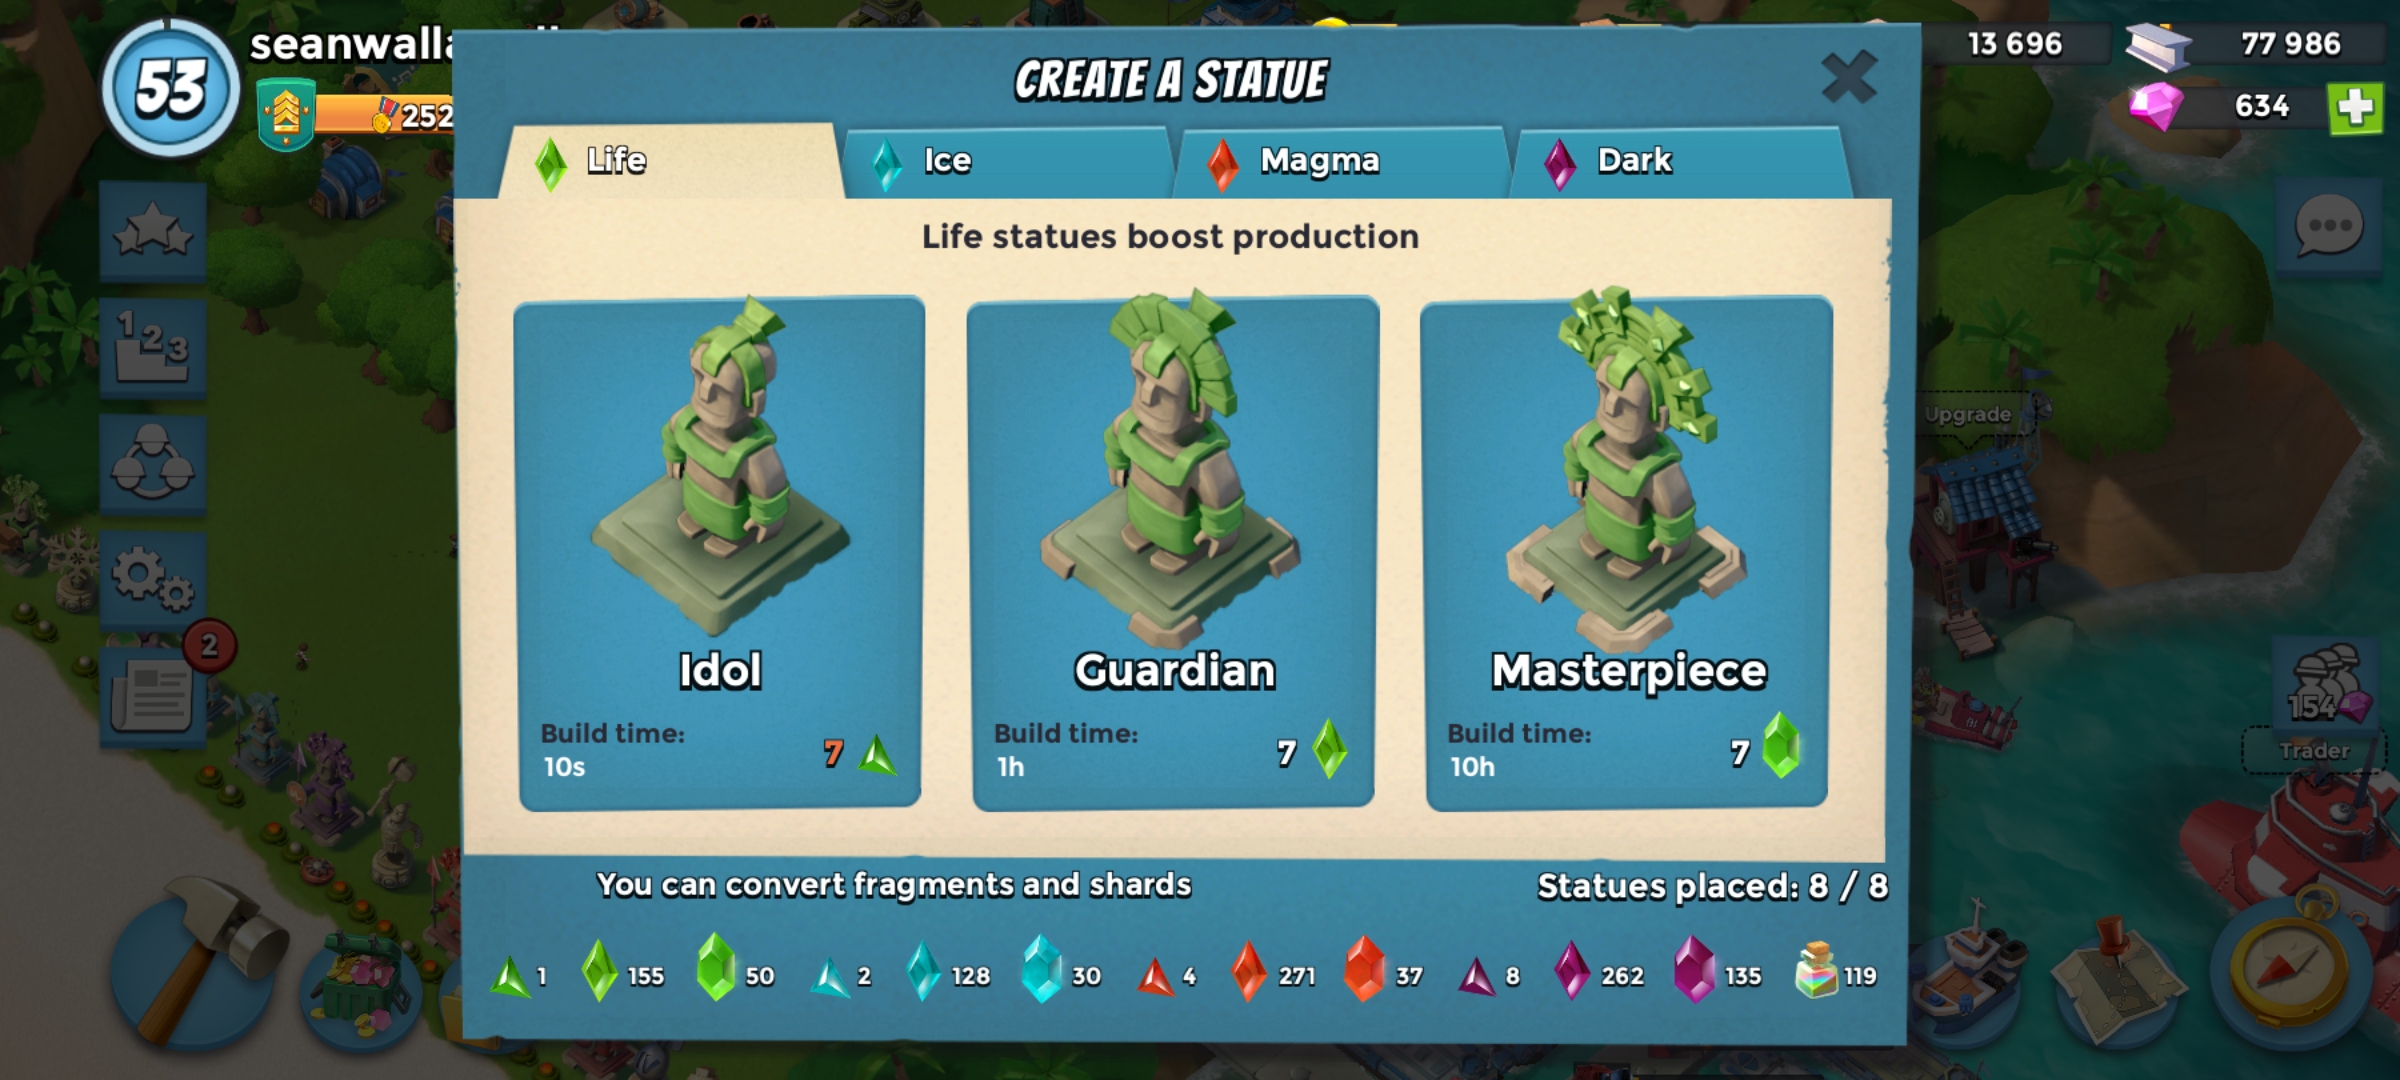 53
252
CREATE A STATUE
13 696
77 986
634
Life
Ice
Magma
Dark
Life statues boost production
1 2 3
Upgrade
Idol
Build time:
10s
7
Guardian
Build time:
1h
7
Masterpiece
Build time:
10h
7
2
154
Trader
You can convert fragments and shards
Statues placed: 8 / 8
1
155
50
2
128
30
4
271
37
8
262
135
119